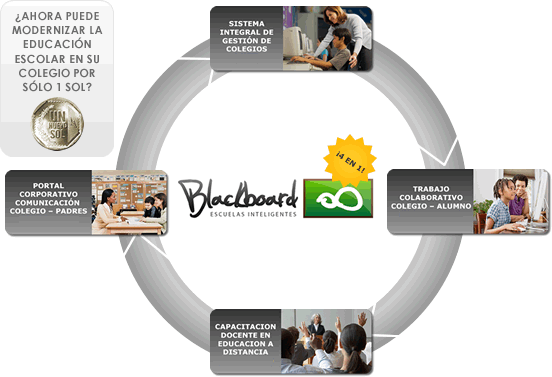 ¿AHORA PUEDE
MODERNIZAR LA
EDUCACIÓN
ESCOLAR EN SU
COLEGIO POR
SÓLO 1 SOL?
UN
NUEVO
SOL
SISTEMA
INTEGRAL DE
GESTIÓN DE
COLEGIOS
¡4 EN 1!
PORTAL
CORPORATIVO
COMUNICACIÓN
COLEGIO – PADRES
Blackboard
ESCUELAS INTELIGENTES
TRABAJO
COLABORATIVO
COLEGIO – ALUMNO
CAPACITACION
DOCENTE EN
EDUCACION A
DISTANCIA